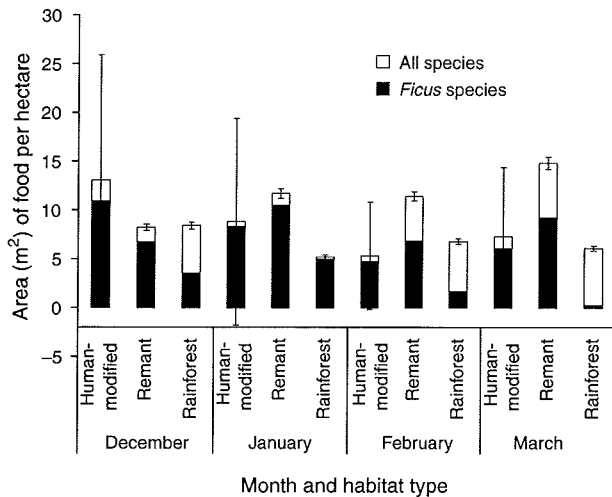 Area (m²) of food per hectare
30
25
20
15
10
5
0
–5
All species
Ficus species
Human-modified
Remant
Rainforest
Human-modified
Remant
Rainforest
Human-modified
Remant
Rainforest
Human-modified
Remant
Rainforest
December
January
February
March
Month and habitat type